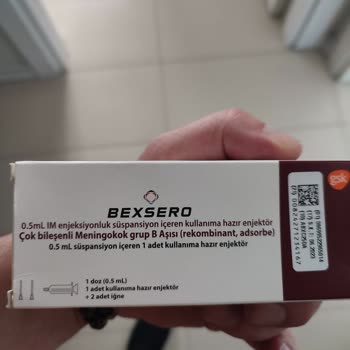 BEXSERO
0.5mL IM enjeksiyonluk süspansiyon içeren kullanıma hazır enjektör
Çok bileşenli Meningokok grup B Aşısı (rekombinant, adsorbe)
0.5 mL süspansiyon içeren 1 adet kullanıma hazır enjektör
1 doz (0.5 mL)
1 adet kullanıma hazır enjektör
+ 2 adet iğne
gsk